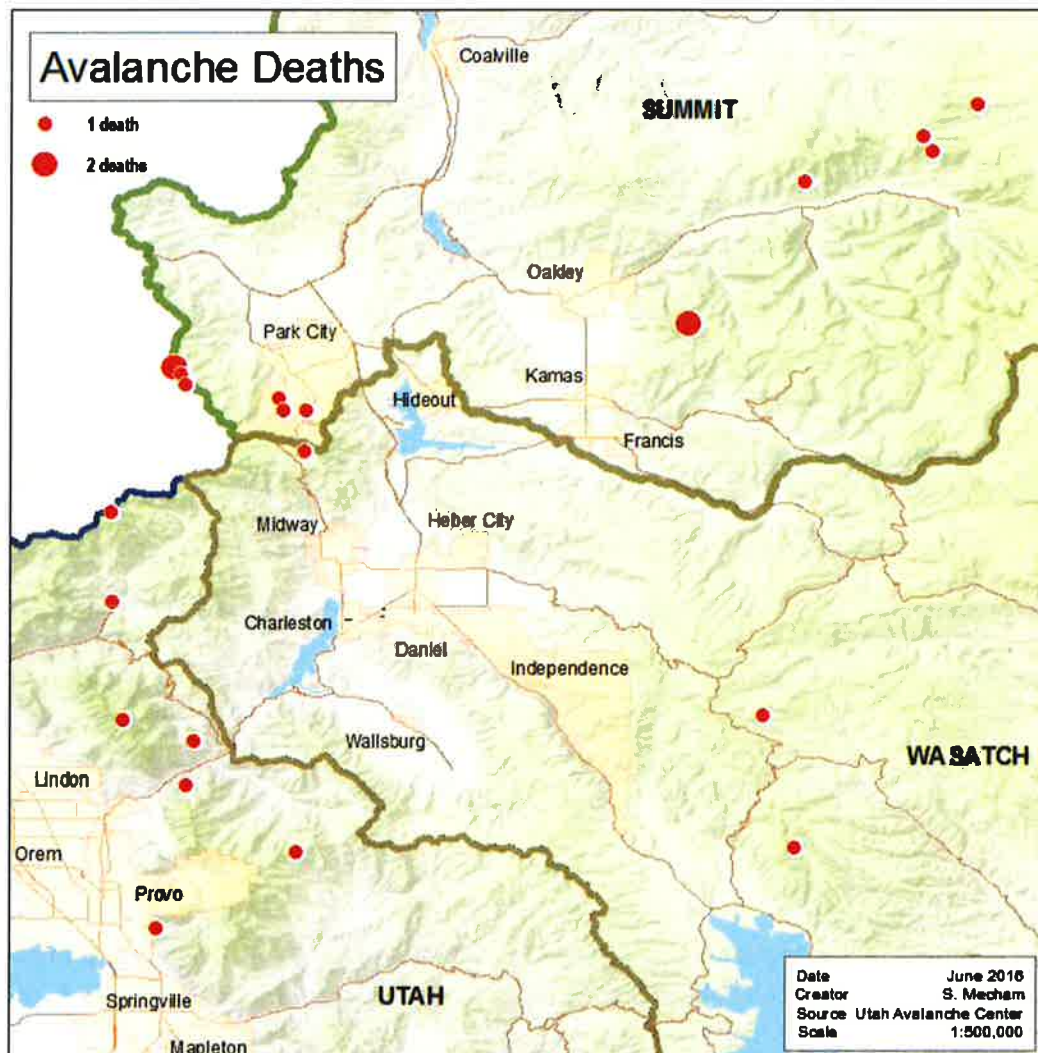 Avalanche Deaths
1 death
2 deaths
Coalville
SUMMIT
Oakley
Park City
Kamas
Hideout
Francis
Midway
Heber City
Charleston
Daniel
Independence
Wallsburg
WASATCH
Lindon
Orem
Provo
UTAH
Springville
Mapleton
Date June 2016
Creator S. Mecham
Source Utah Avalanche Center
Scale 1:500,000